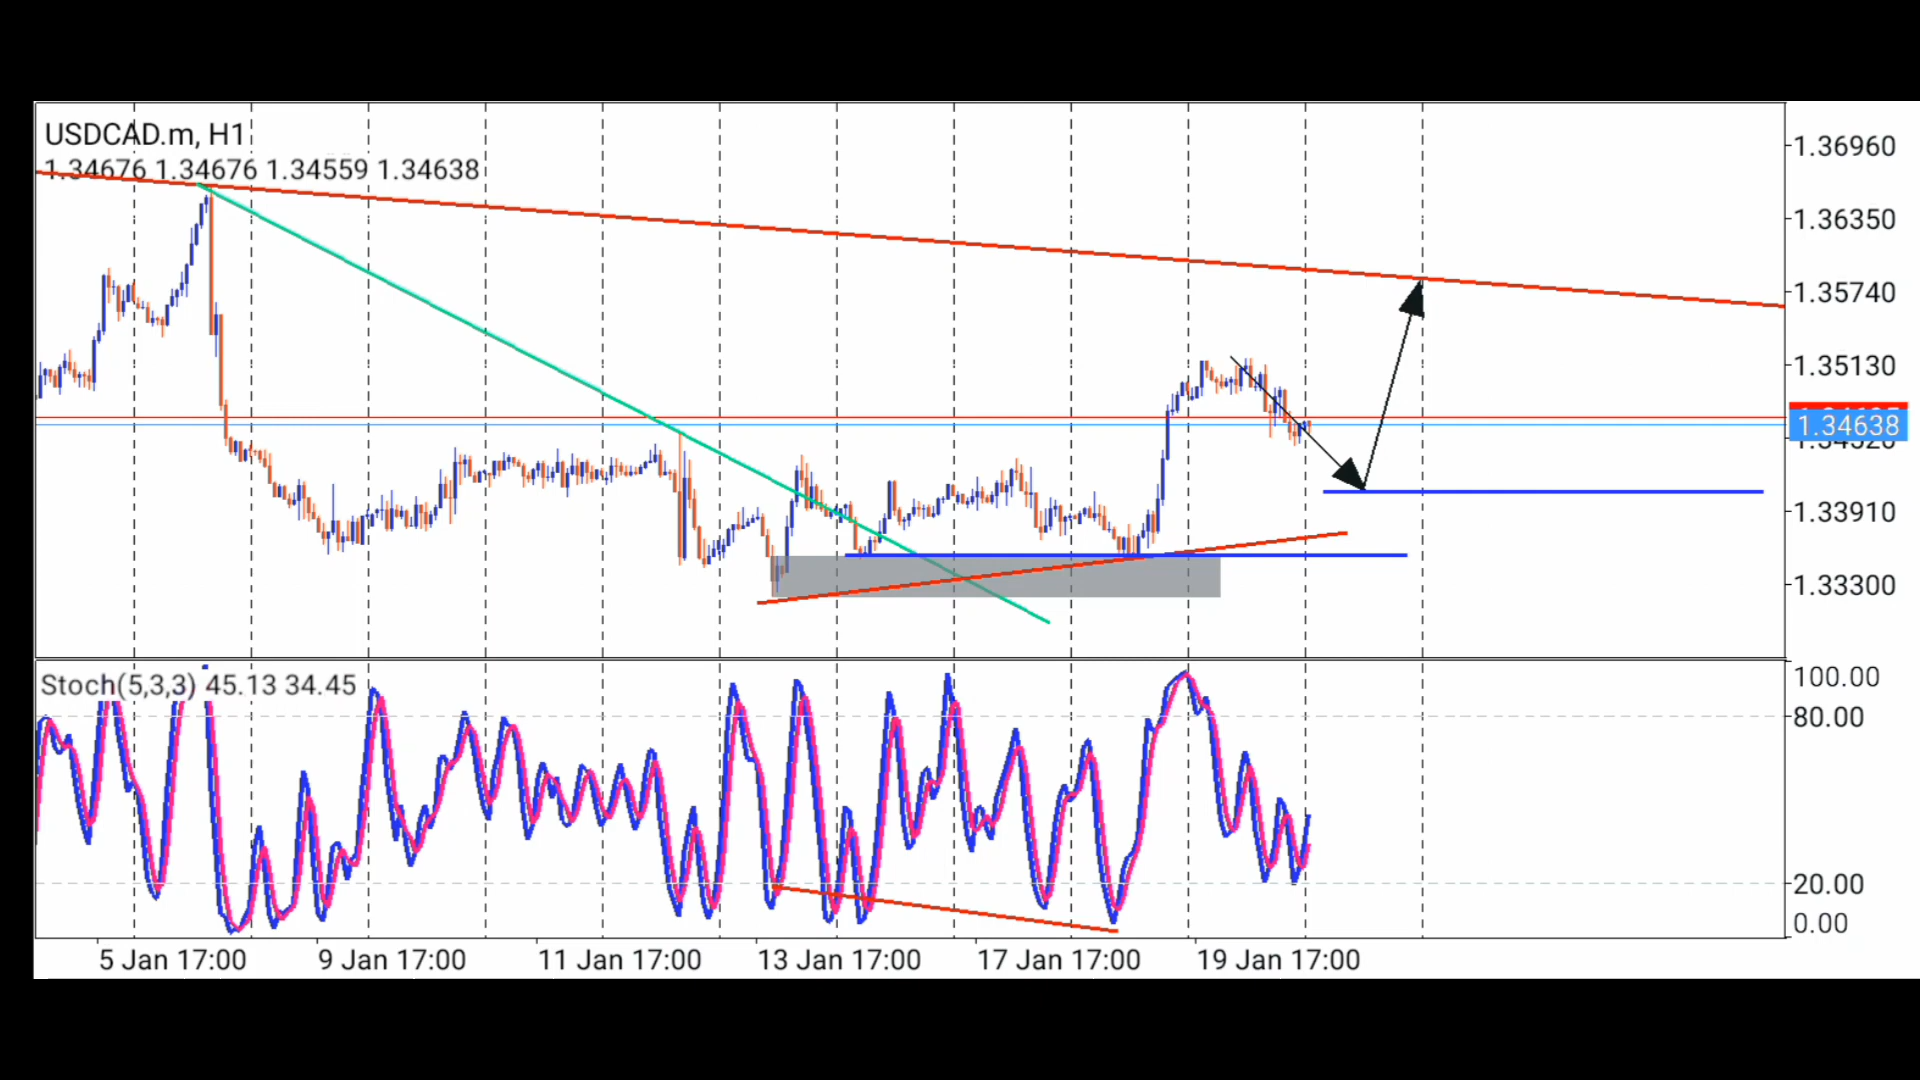 USDCAD.m, H1
1.34676 1.34676 1.34559 1.34638
1.36960
1.36350
1.35740
1.35130
1.34638
1.33910
1.33300
Stoch(5,3,3) 45.13 34.45
100.00
80.00
20.00
0.00
5 Jan 17:00 9 Jan 17:00 11 Jan 17:00 13 Jan 17:00 17 Jan 17:00 19 Jan 17:00